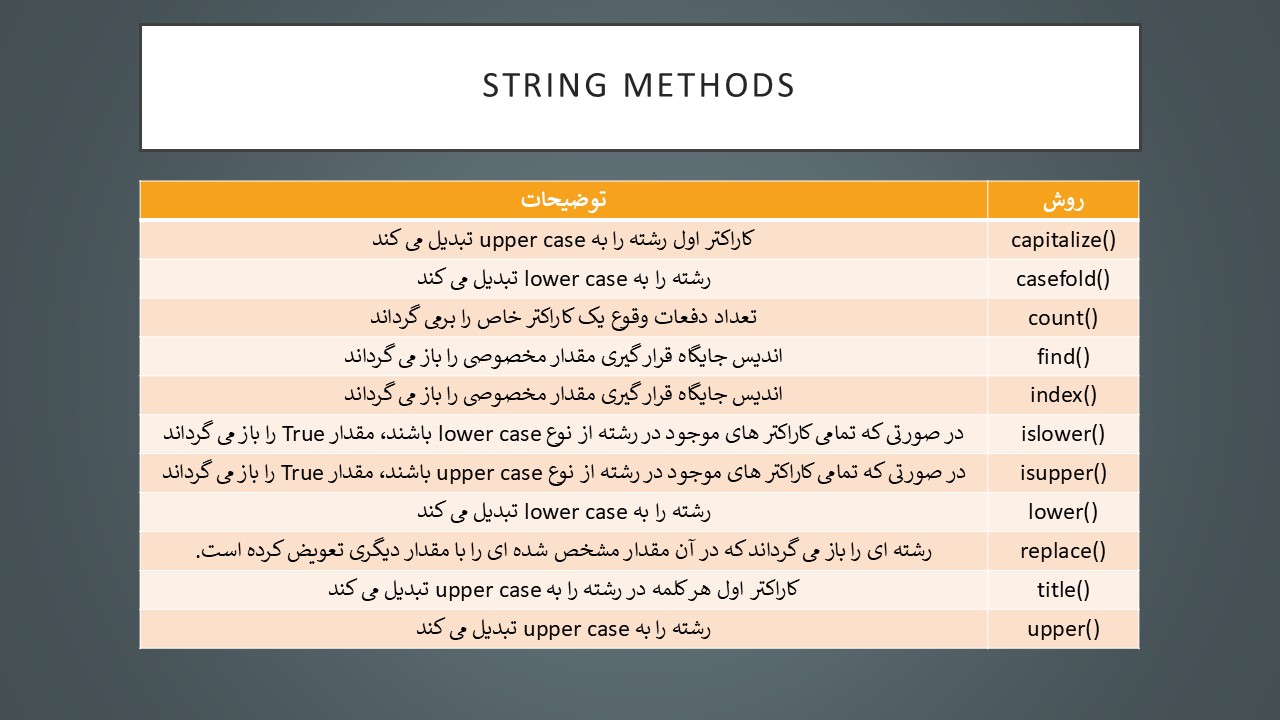 STRING METHODS
روش توضیحات
capitalize() کاراکتر اول رشته را به upper case تبدیل می کند
casefold() رشته را به lower case تبدیل می کند
count() تعداد دفعات وقوع یک کاراکتر خاص را برمی گرداند
find() اندیس جایگاه قرار گیری مقدار مخصوصی را باز می گرداند
index() اندیس جایگاه قرار گیری مقدار مخصوصی را باز می گرداند
islower() در صورتی که تمامی کاراکتر های موجود در رشته از نوع lower case باشند، مقدار True را باز می گرداند
isupper() در صورتی که تمامی کاراکتر های موجود در رشته از نوع upper case باشند، مقدار True را باز می گرداند
lower() رشته را به lower case تبدیل می کند
replace() رشته ای را باز می گرداند که در آن مقدار مشخص شده ای را با مقدار دیگری تعویض کرده است.
title() کاراکتر اول هر کلمه در رشته را به upper case تبدیل می کند
upper() رشته را به upper case تبدیل می کند